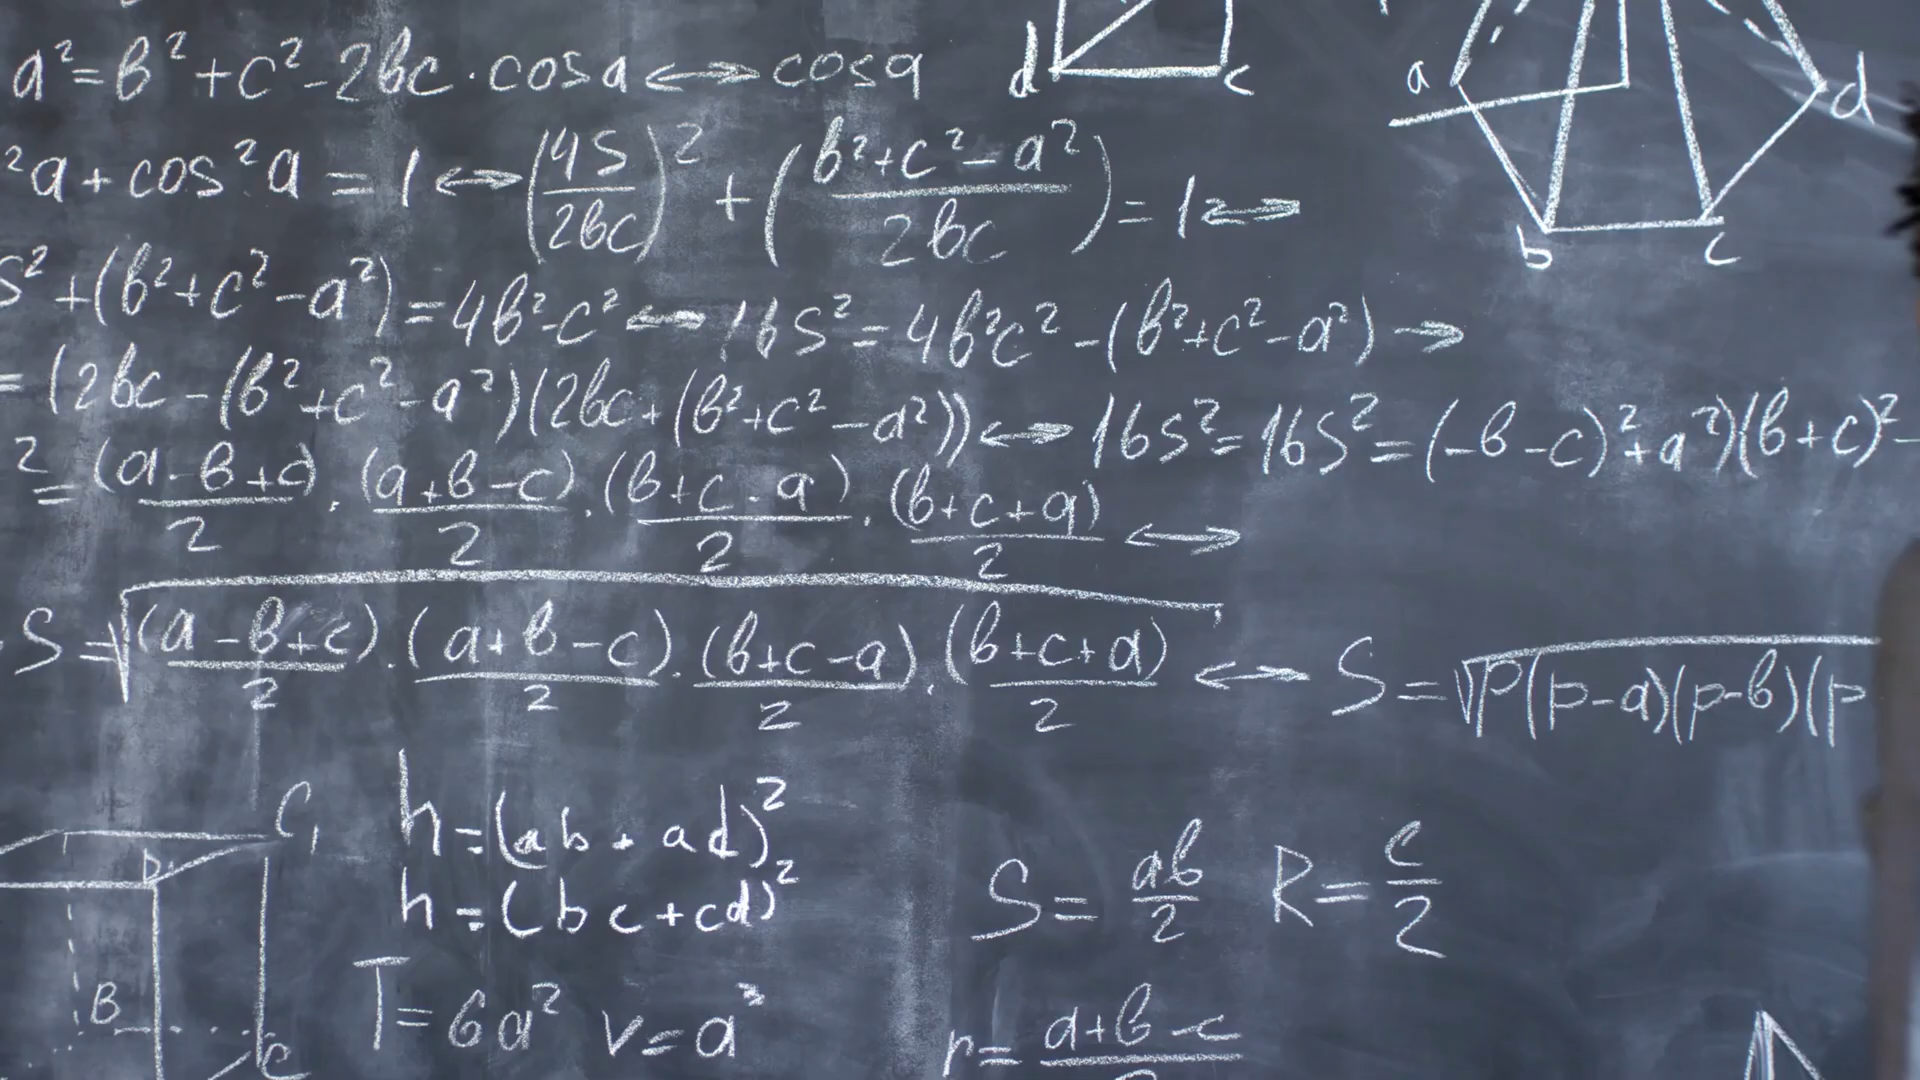 d c
a d
b c
a²=b²+c²-2bc·cosa⟷cosa
²a+cos²a=1⟷(4S/2bc)²+(b²+c²-a²/2bc)=1⟷
S²+(b²+c²-a²)=4b²-c²⟷16S²=4b²c²-(b²+c²-a²)→
=(2bc-(b²+c²-a²)(2bc+(b²+c²-a²))⟷16S²=16S²=(-b-c)²+a²)(b+c)²-
²=(a-b+c)/2·(a+b-c)/2·(b+c-a)/2·(b+c+a)/2⟷
S=√(a-b+c)/2·(a+b-c)/2·(b+c-a)/2·(b+c+a)/2⟷S=√p(p-a)(p-b)(p
C₁
D
B
C
h=(ab+ad)²
h=(bc+cd)²
T=6a² v=a³
S=ab/2 R=c/2
r=a+b-c